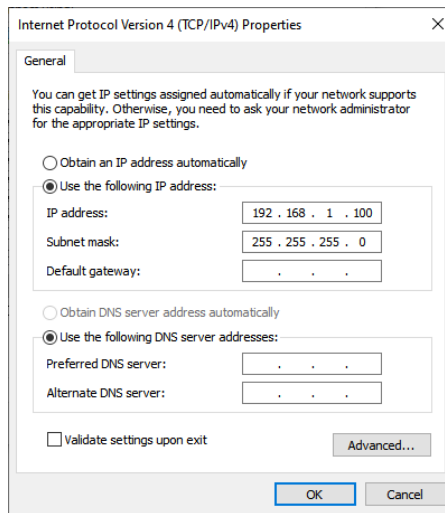 Internet Protocol Version 4 (TCP/IPv4) Properties
General
You can get IP settings assigned automatically if your network supports
this capability. Otherwise, you need to ask your network administrator
for the appropriate IP settings.
Obtain an IP address automatically
Use the following IP address:
IP address: 192 . 168 . 1 . 100
Subnet mask: 255 . 255 . 255 . 0
Default gateway: . . .
Obtain DNS server address automatically
Use the following DNS server addresses:
Preferred DNS server: . . .
Alternate DNS server: . . .
Validate settings upon exit
Advanced...
OK Cancel